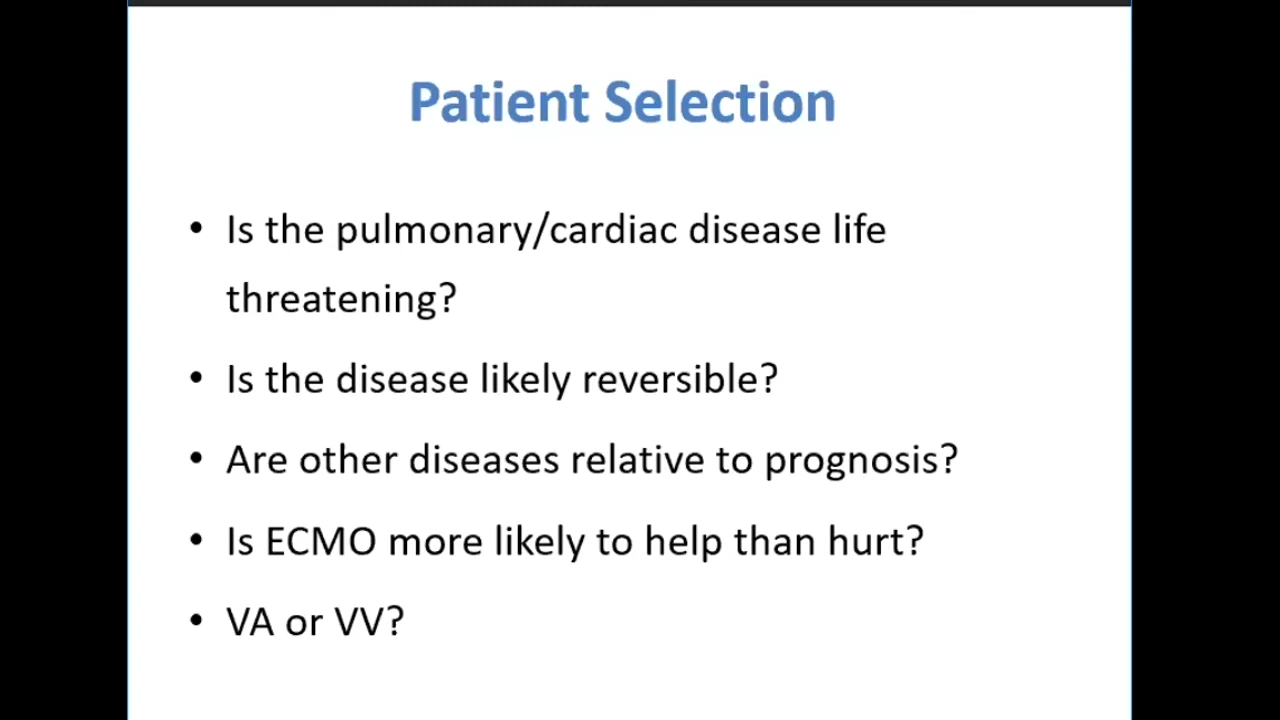 Patient Selection
• Is the pulmonary/cardiac disease life
threatening?
• Is the disease likely reversible?
• Are other diseases relative to prognosis?
• Is ECMO more likely to help than hurt?
• VA or VV?